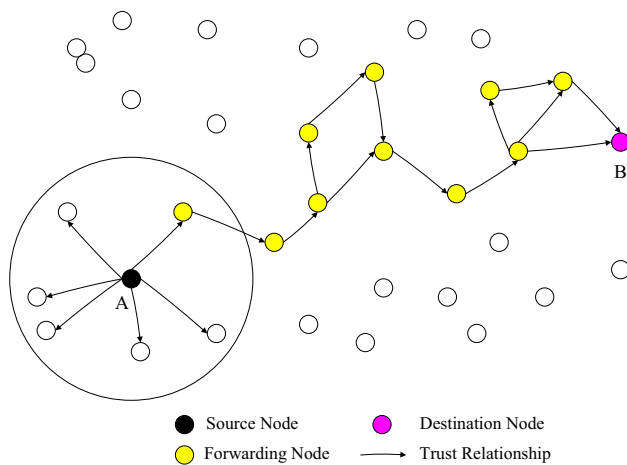 B
A
Source Node
Destination Node
Forwarding Node
Trust Relationship